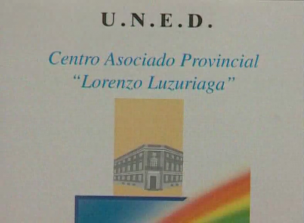 U.N.E.D.
Centro Asociado Provincial
“Lorenzo Luzuriaga”